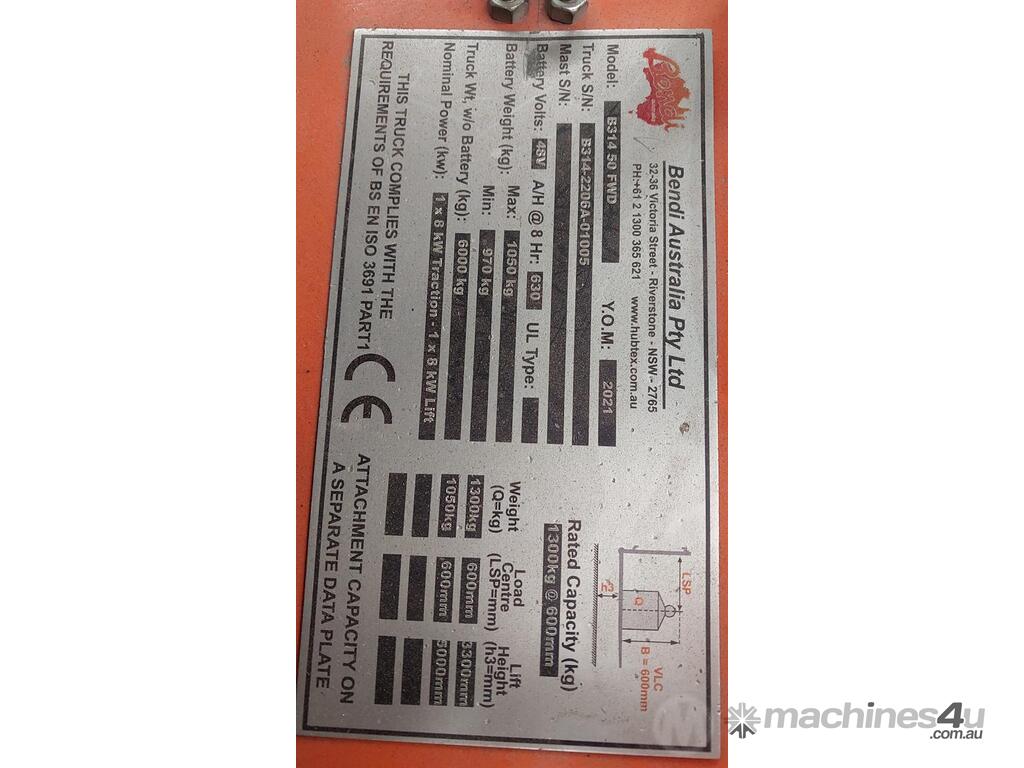 Bendi
Bendi Australia Pty Ltd
32-36 Victoria Street - Riverstone - NSW - 2765
PH:+61 2 1300 365 621 www.hubtex.com.au
Model: B314 50 FWD Y.O.M: 2021
Truck S/N: B314-2206A-01005
Mast S/N:
Battery Volts: 48V A/H @ 8 Hr: 630 UL Type:
Battery Weight (kg): Max: 1050 kg
Min: 970 kg
Truck Wt, w/o Battery (kg): 6000 kg
Nominal Power (kw): 1 x 6 kW Traction - 1 x 8 kW Lift
THIS TRUCK COMPLIES WITH THE
REQUIREMENTS OF BS EN ISO 3691 PART1
CE
LSP
Q
h3
VLC
B = 600mm
Rated Capacity (kg)
1300kg @ 600mm
Weight (Q=kg) Load Centre (LSP=mm) Lift Height (h3=mm)
1300kg 600mm 3300mm
1050kg 600mm 5000mm
ATTACHMENT CAPACITY ON
A SEPARATE DATA PLATE
machines4u
.com.au